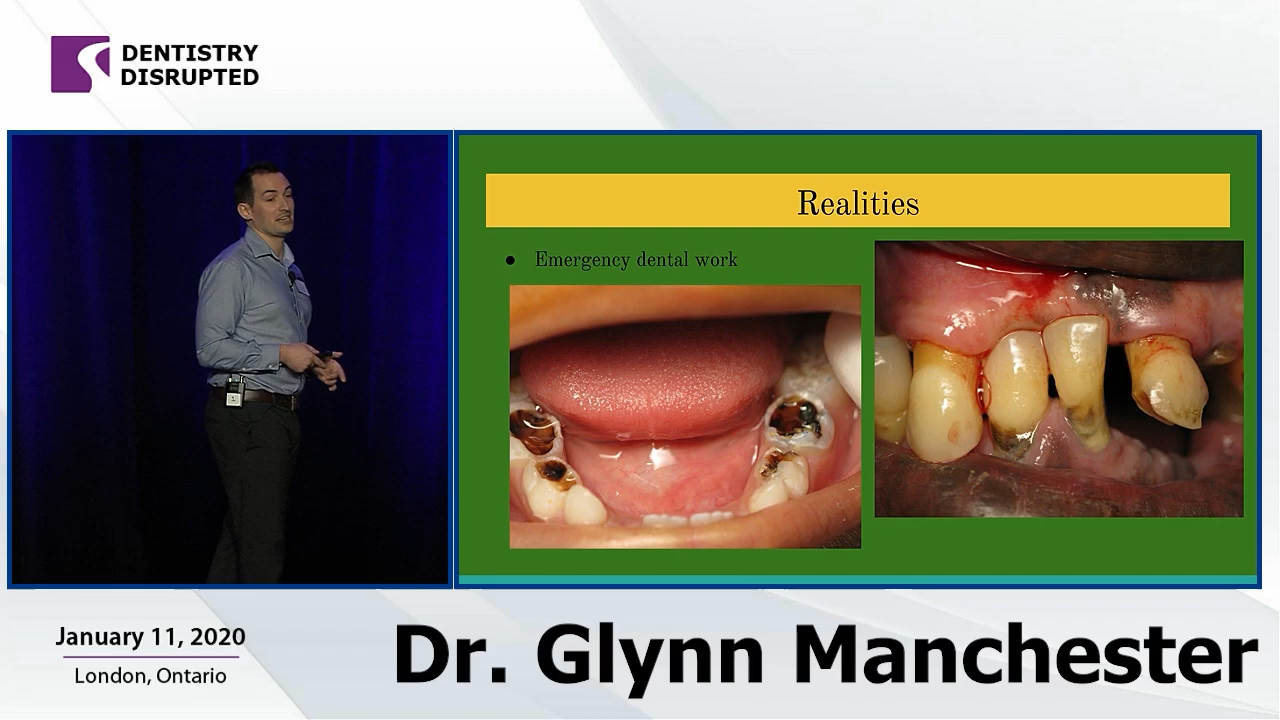 DENTISTRY
DISRUPTED
Realities
● Emergency dental work
January 11, 2020
London, Ontario
Dr. Glynn Manchester